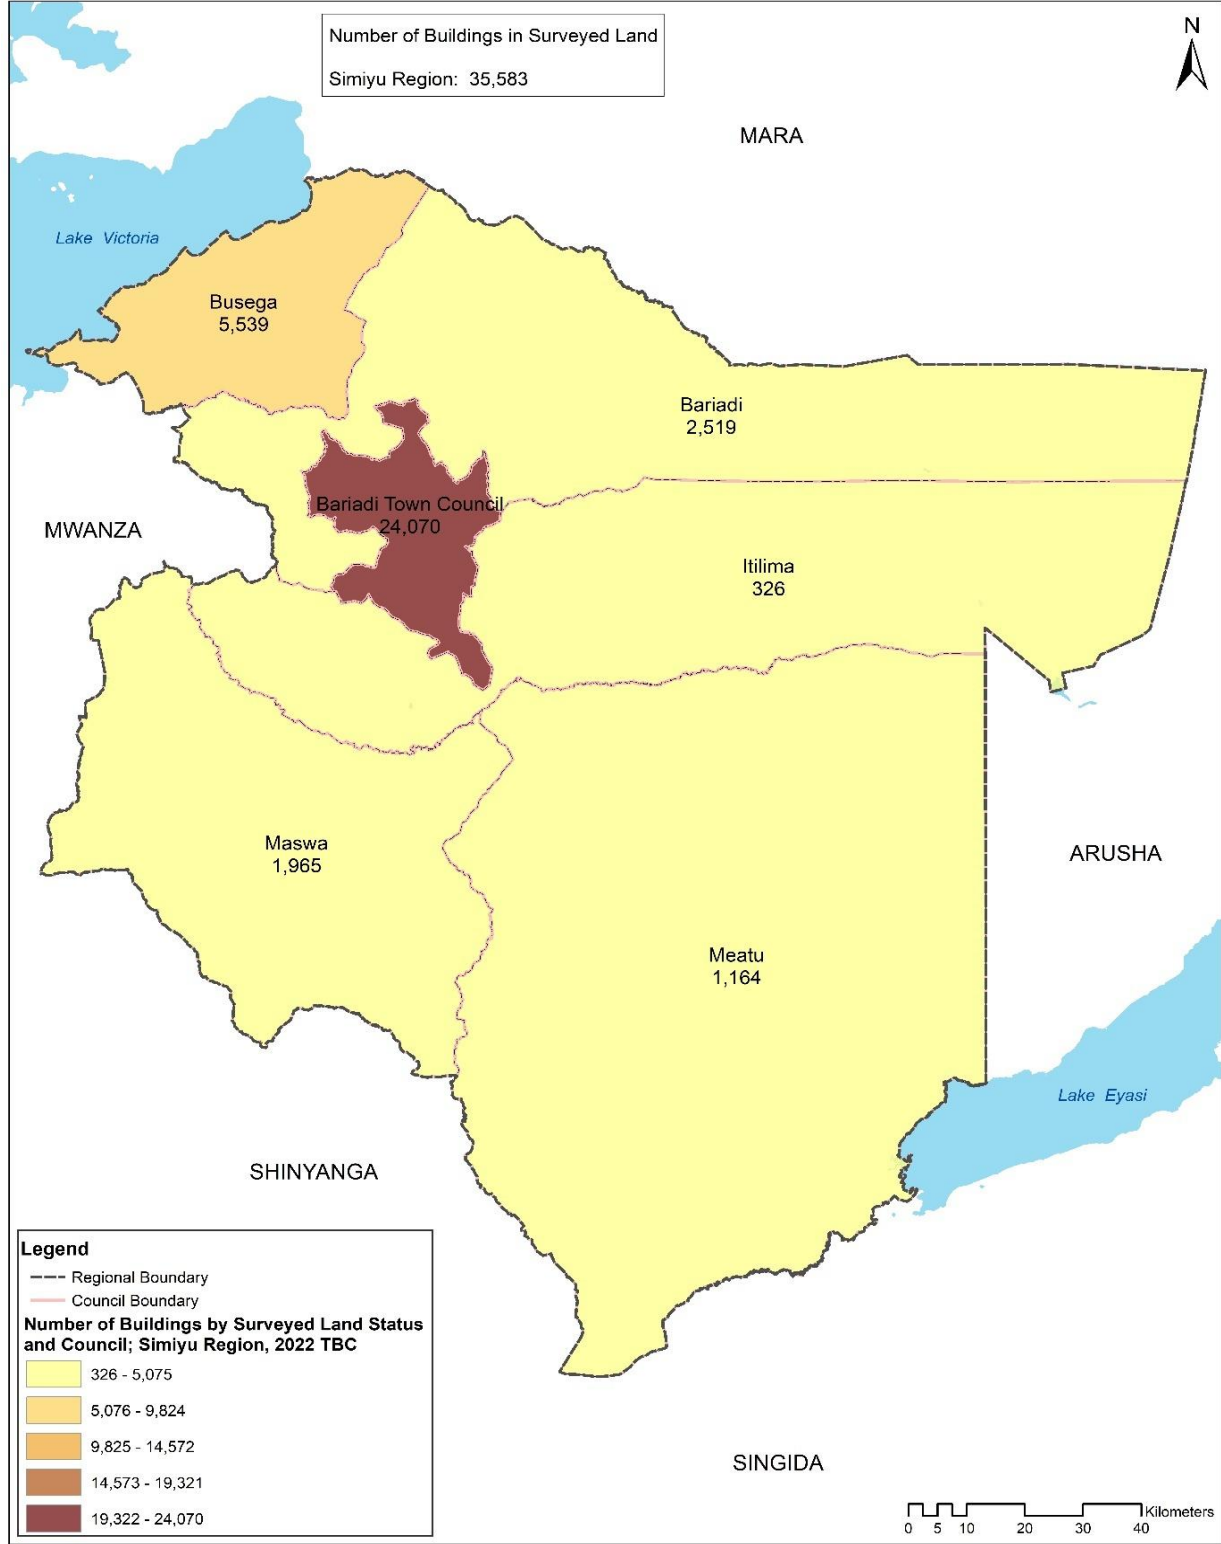 Number of Buildings in Surveyed Land
Simiyu Region: 35,583
N
MARA
Lake Victoria
Busega
5,539
Bariadi
2,519
Bariadi Town Council
24,070
MWANZA
Itilima
326
Maswa
1,965
ARUSHA
Meatu
1,164
Lake Eyasi
SHINYANGA
SINGIDA
Legend
Regional Boundary
Council Boundary
Number of Buildings by Surveyed Land Status
and Council; Simiyu Region, 2022 TBC
326 - 5,075
5,076 - 9,824
9,825 - 14,572
14,573 - 19,321
19,322 - 24,070
Kilometers
0 5 10 20 30 40